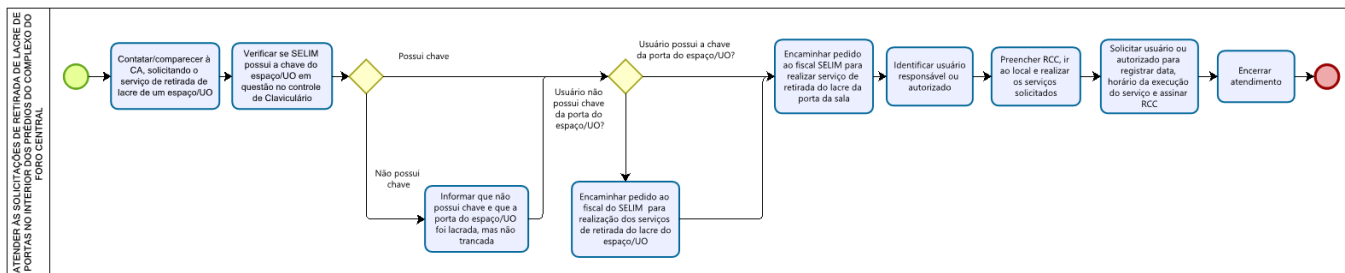 ATENDER ÀS SOLICITAÇÕES DE RETIRADA DE LACRE DE
PORTAS NO INTERIOR DOS PRÉDIOS DO COMPLEXO DO
FORO CENTRAL
Contatar/comparecer à
CA, solicitando o
serviço de retirada de
lacre de um espaço/UO
Verificar se SELIM
possui a chave do
espaço/UO em
questão no controle
de Claviculário
Possui chave
Não possui
chave
Informar que não
possui chave e que a
porta do espaço/UO
foi lacrada, mas não
trancada
Usuário possui a chave
da porta do espaço/UO?
Usuário não
possui chave
da porta do
espaço/UO?
Encaminhar pedido ao
fiscal do SELIM para
realização dos serviços
de retirada do lacre do
espaço/UO
Encaminhar pedido
ao fiscal SELIM para
realizar serviço de
retirada do lacre da
porta da sala
Identificar usuário
responsável ou
autorizado
Preencher RCC, ir
ao local e realizar
os serviços
solicitados
Solicitar usuário ou
autorizado para
registrar data,
horário da execução
do serviço e assinar
RCC
Encerrar
atendimento